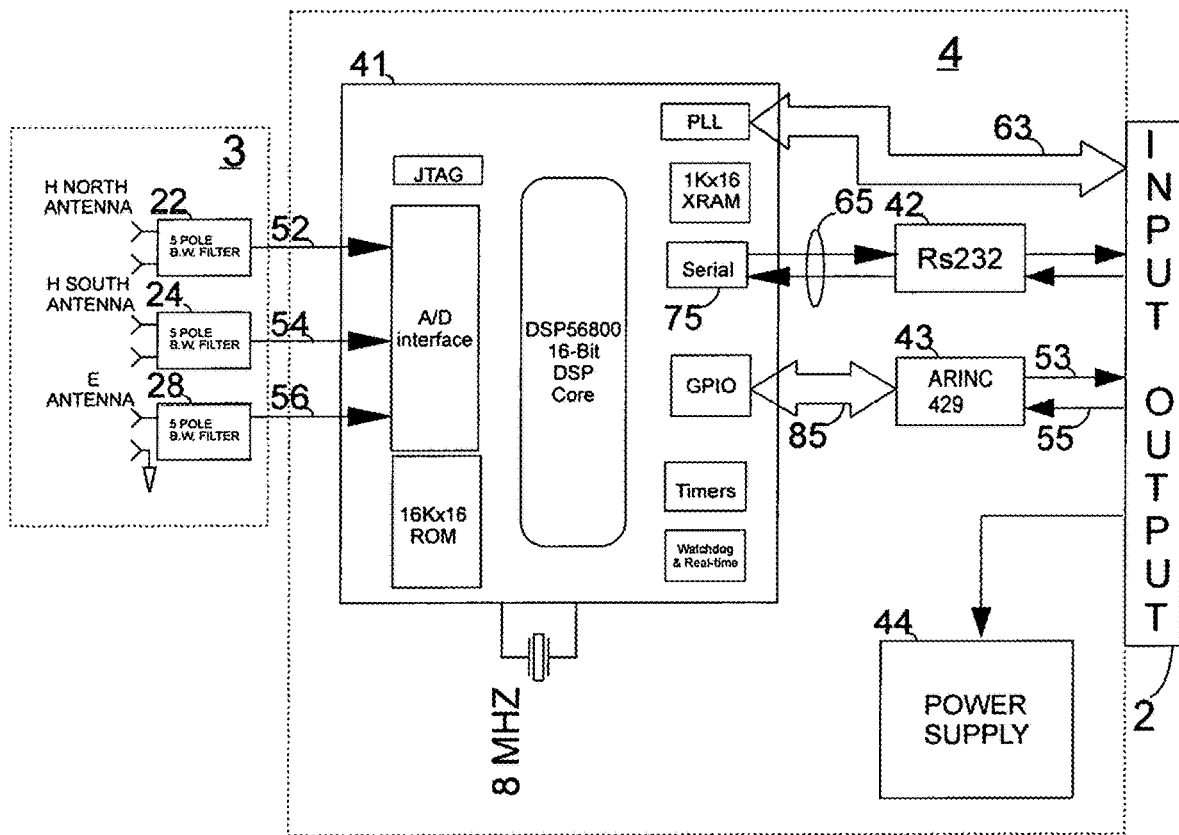 4
41
63
PLL
3
JTAG
1Kx16
XRAM
H NORTH
ANTENNA
22
5 POLE
B.W. FILTER
52
65
42
Serial
Rs232
75
H SOUTH
ANTENNA
24
5 POLE
B.W. FILTER
54
A/D
interface
DSP56800
16-Bit
DSP
Core
43
53
GPIO
ARINC
429
85
55
E
ANTENNA
28
5 POLE
B.W. FILTER
56
Timers
16Kx16
ROM
Watchdog
& Real-time
INPUT OUTPUT
44
POWER
SUPPLY
2
8 MHZ